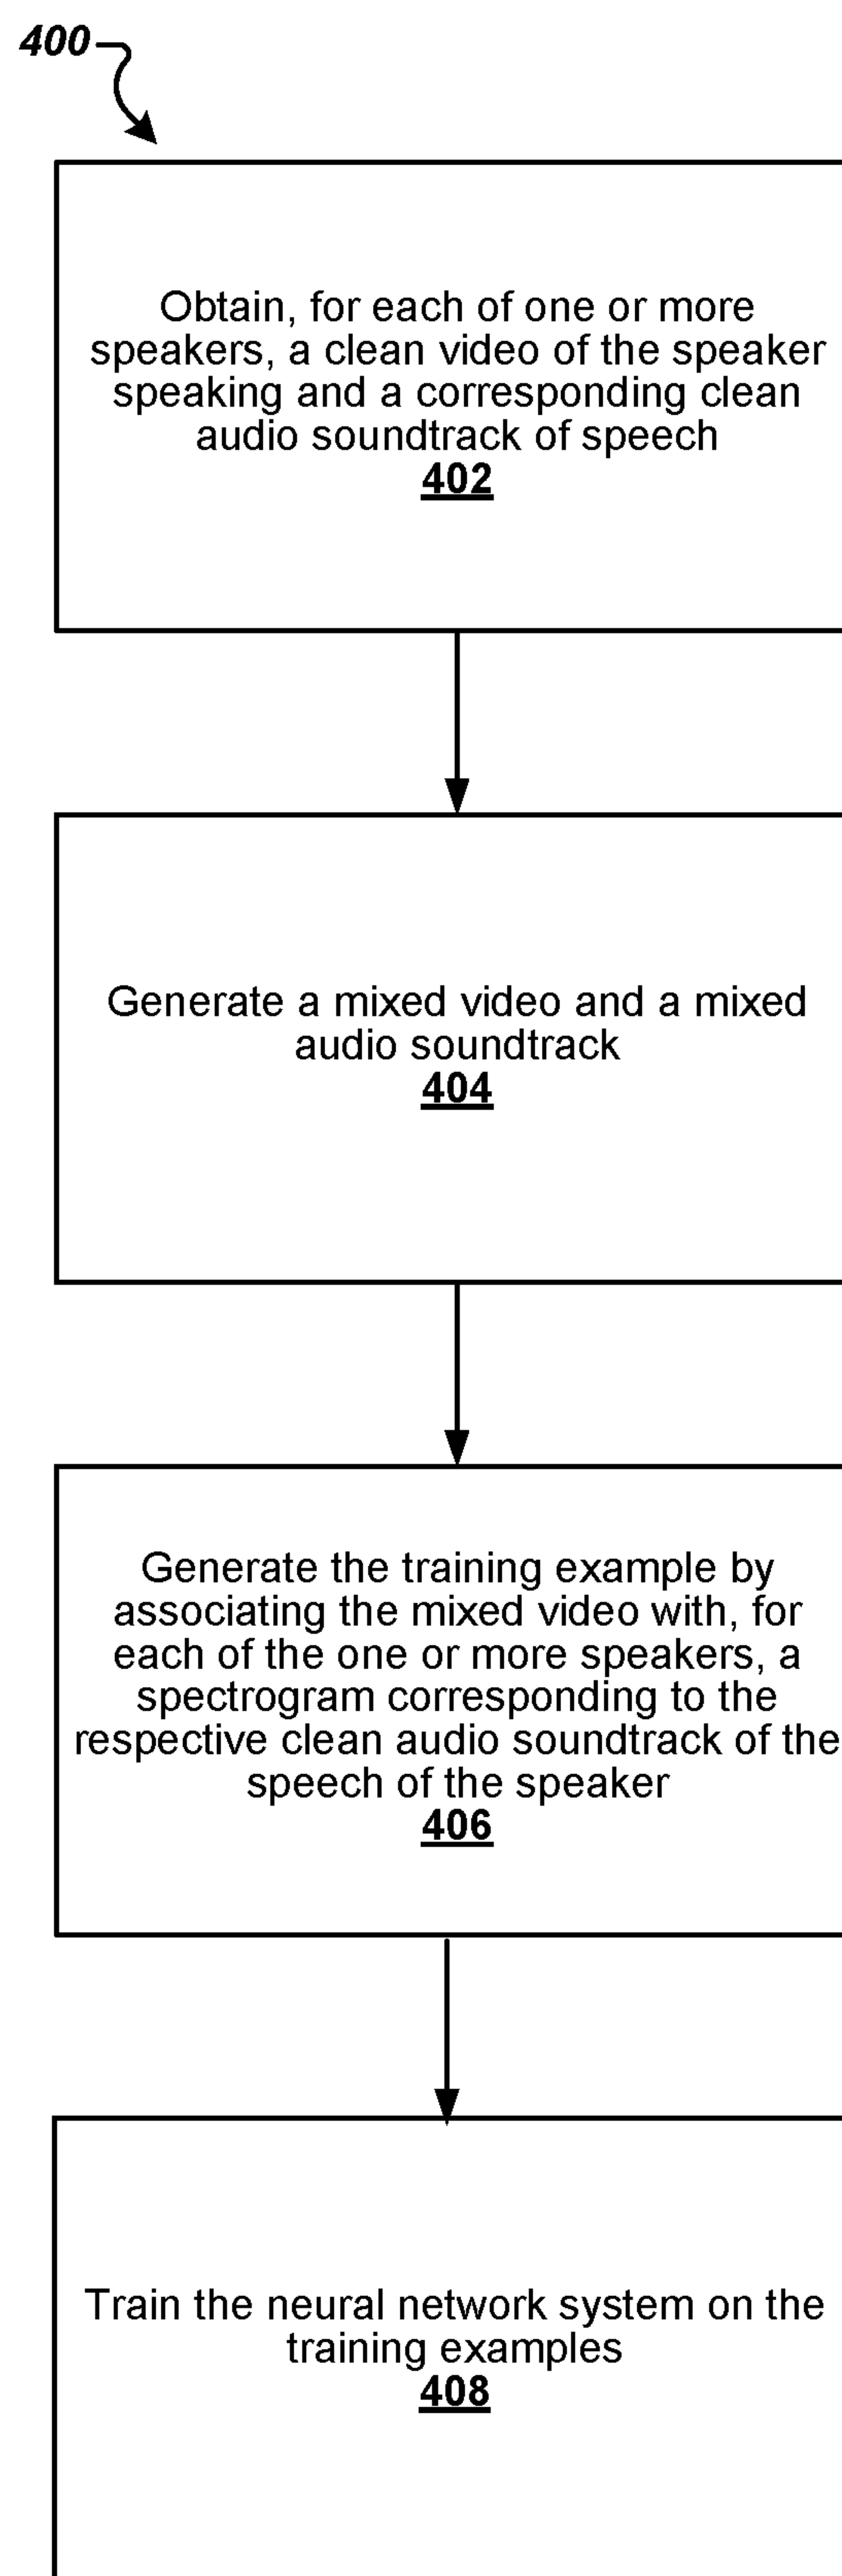 400
Obtain, for each of one or more
speakers, a clean video of the speaker
speaking and a corresponding clean
audio soundtrack of speech
402
Generate a mixed video and a mixed
audio soundtrack
404
Generate the training example by
associating the mixed video with, for
each of the one or more speakers, a
spectrogram corresponding to the
respective clean audio soundtrack of the
speech of the speaker
406
Train the neural network system on the
training examples
408